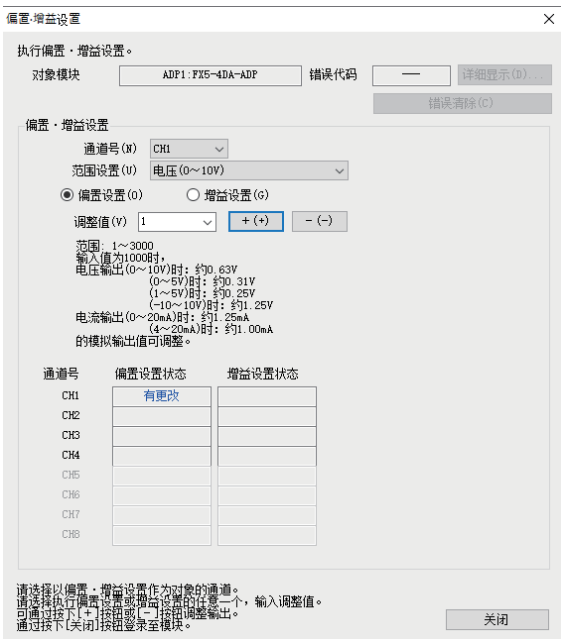 偏置·增益设置
执行偏置・增益设置。
对象模块 ADP1:FX5-4DA-ADP 错误代码 — 详细显示(D)...
错误清除(C)
偏置・增益设置
通道号(N) CH1
范围设置(U) 电压(0～10V)
偏置设置(O) 增益设置(G)
调整值(V) 1 +(+) -(-)
范围: 1～3000
输入值为1000时,
电压输出(0～10V)时: 约0.63V
(0～5V)时: 约0.31V
(1～5V)时: 约0.25V
(-10～10V)时: 约1.25V
电流输出(0～20mA)时: 约1.25mA
(4～20mA)时: 约1.00mA
的模拟输出值可调整。
通道号 偏置设置状态 增益设置状态
CH1 有更改
CH2
CH3
CH4
CH5
CH6
CH7
CH8
请选择以偏置・增益设置作为对象的通道。
请选择执行偏置设置或增益设置的任意一个，输入调整值。
可通过按下[+]按钮或[-]按钮调整输出。
通过按下[关闭]按钮登录至模块。
关闭